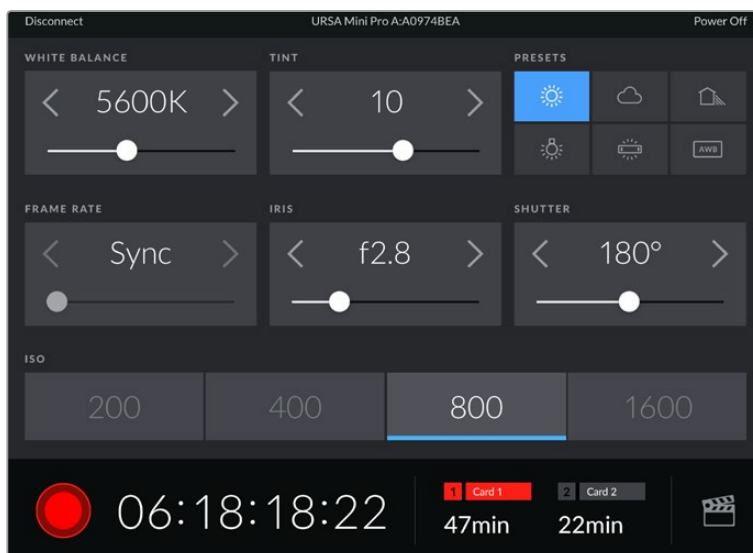 Disconnect URSA Mini Pro A:A0974BEA Power Off
WHITE BALANCE TINT PRESETS
5600K 10
AWB
FRAME RATE IRIS SHUTTER
Sync f2.8 180°
ISO
200 400 800 1600
1 Card 1 2 Card 2
06:18:18:22 47min 22min